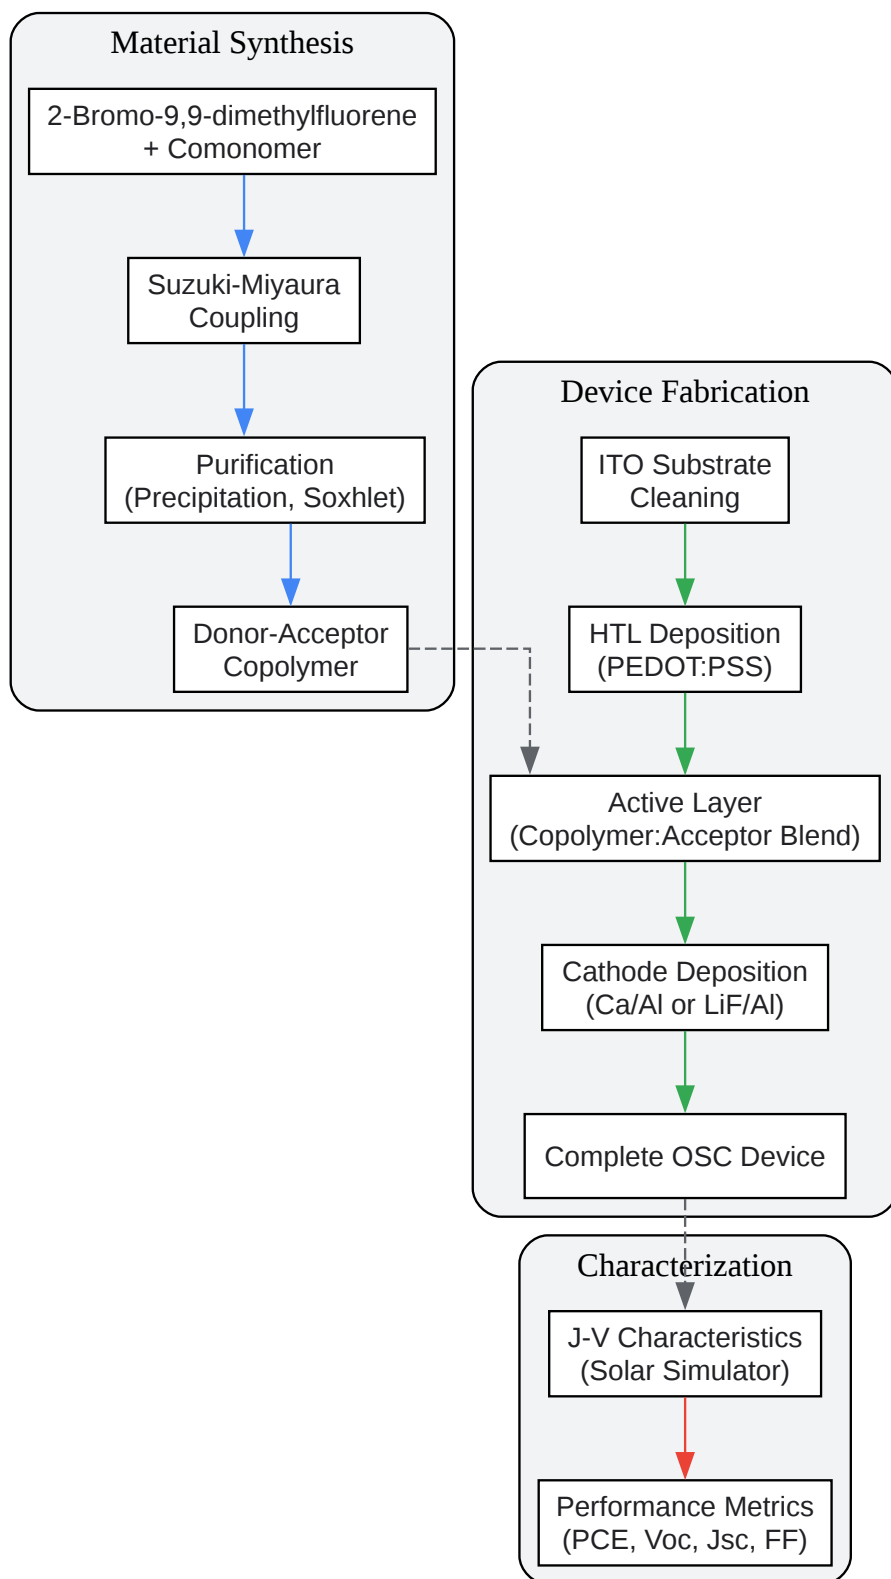 Material Synthesis
2-Bromo-9,9-dimethylfluorene
+ Comonomer
Suzuki-Miyaura
Coupling
Purification
(Precipitation, Soxhlet)
Donor-Acceptor
Copolymer
Device Fabrication
ITO Substrate
Cleaning
HTL Deposition
(PEDOT:PSS)
Active Layer
(Copolymer:Acceptor Blend)
Cathode Deposition
(Ca/Al or LiF/Al)
Complete OSC Device
Characterization
J-V Characteristics
(Solar Simulator)
Performance Metrics
(PCE, Voc, Jsc, FF)